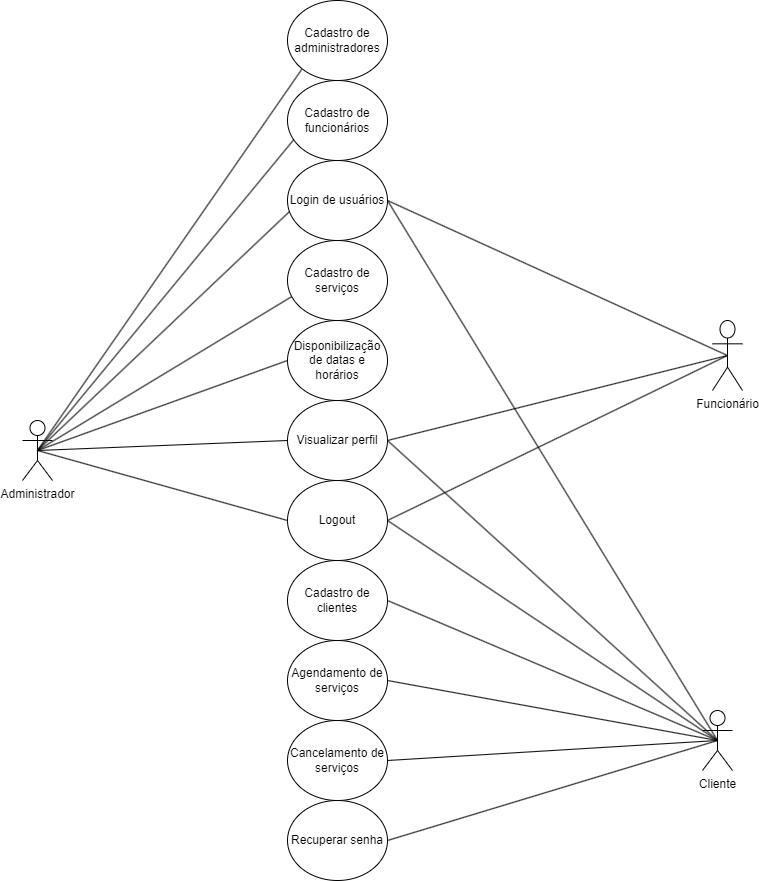 Cadastro de
administradores
Cadastro de
funcionários
Login de usuários
Cadastro de
serviços
Disponibilização
de datas e
horários
Funcionário
Visualizar perfil
Administrador
Logout
Cadastro de
clientes
Agendamento de
serviços
Cancelamento de
serviços
Cliente
Recuperar senha